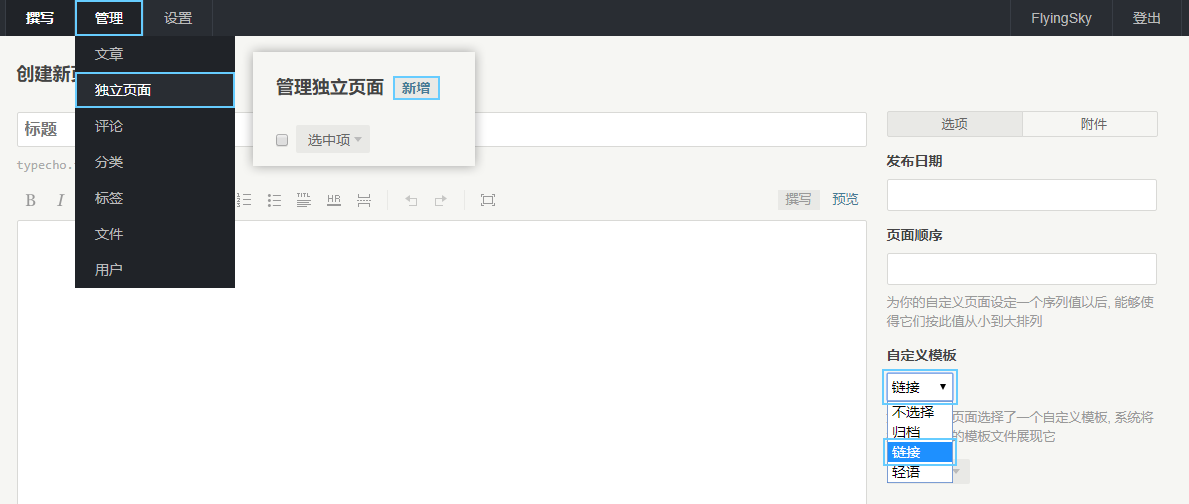 撰写 管理 设置 FlyingSky 登出
文章
独立页面
评论
分类
标签
文件
用户
创建新
管理独立页面 新增
选中项
标题
typecho.
B I TITL HR 撰写 预览
选项 附件
发布日期
页面顺序
为你的自定义页面设定一个序列值以后, 能够使
得它们按此值从小到大排列
自定义模板
链接
不选择
归档
链接
轻语
页面选择了一个自定义模板, 系统将
的模板文件展现它